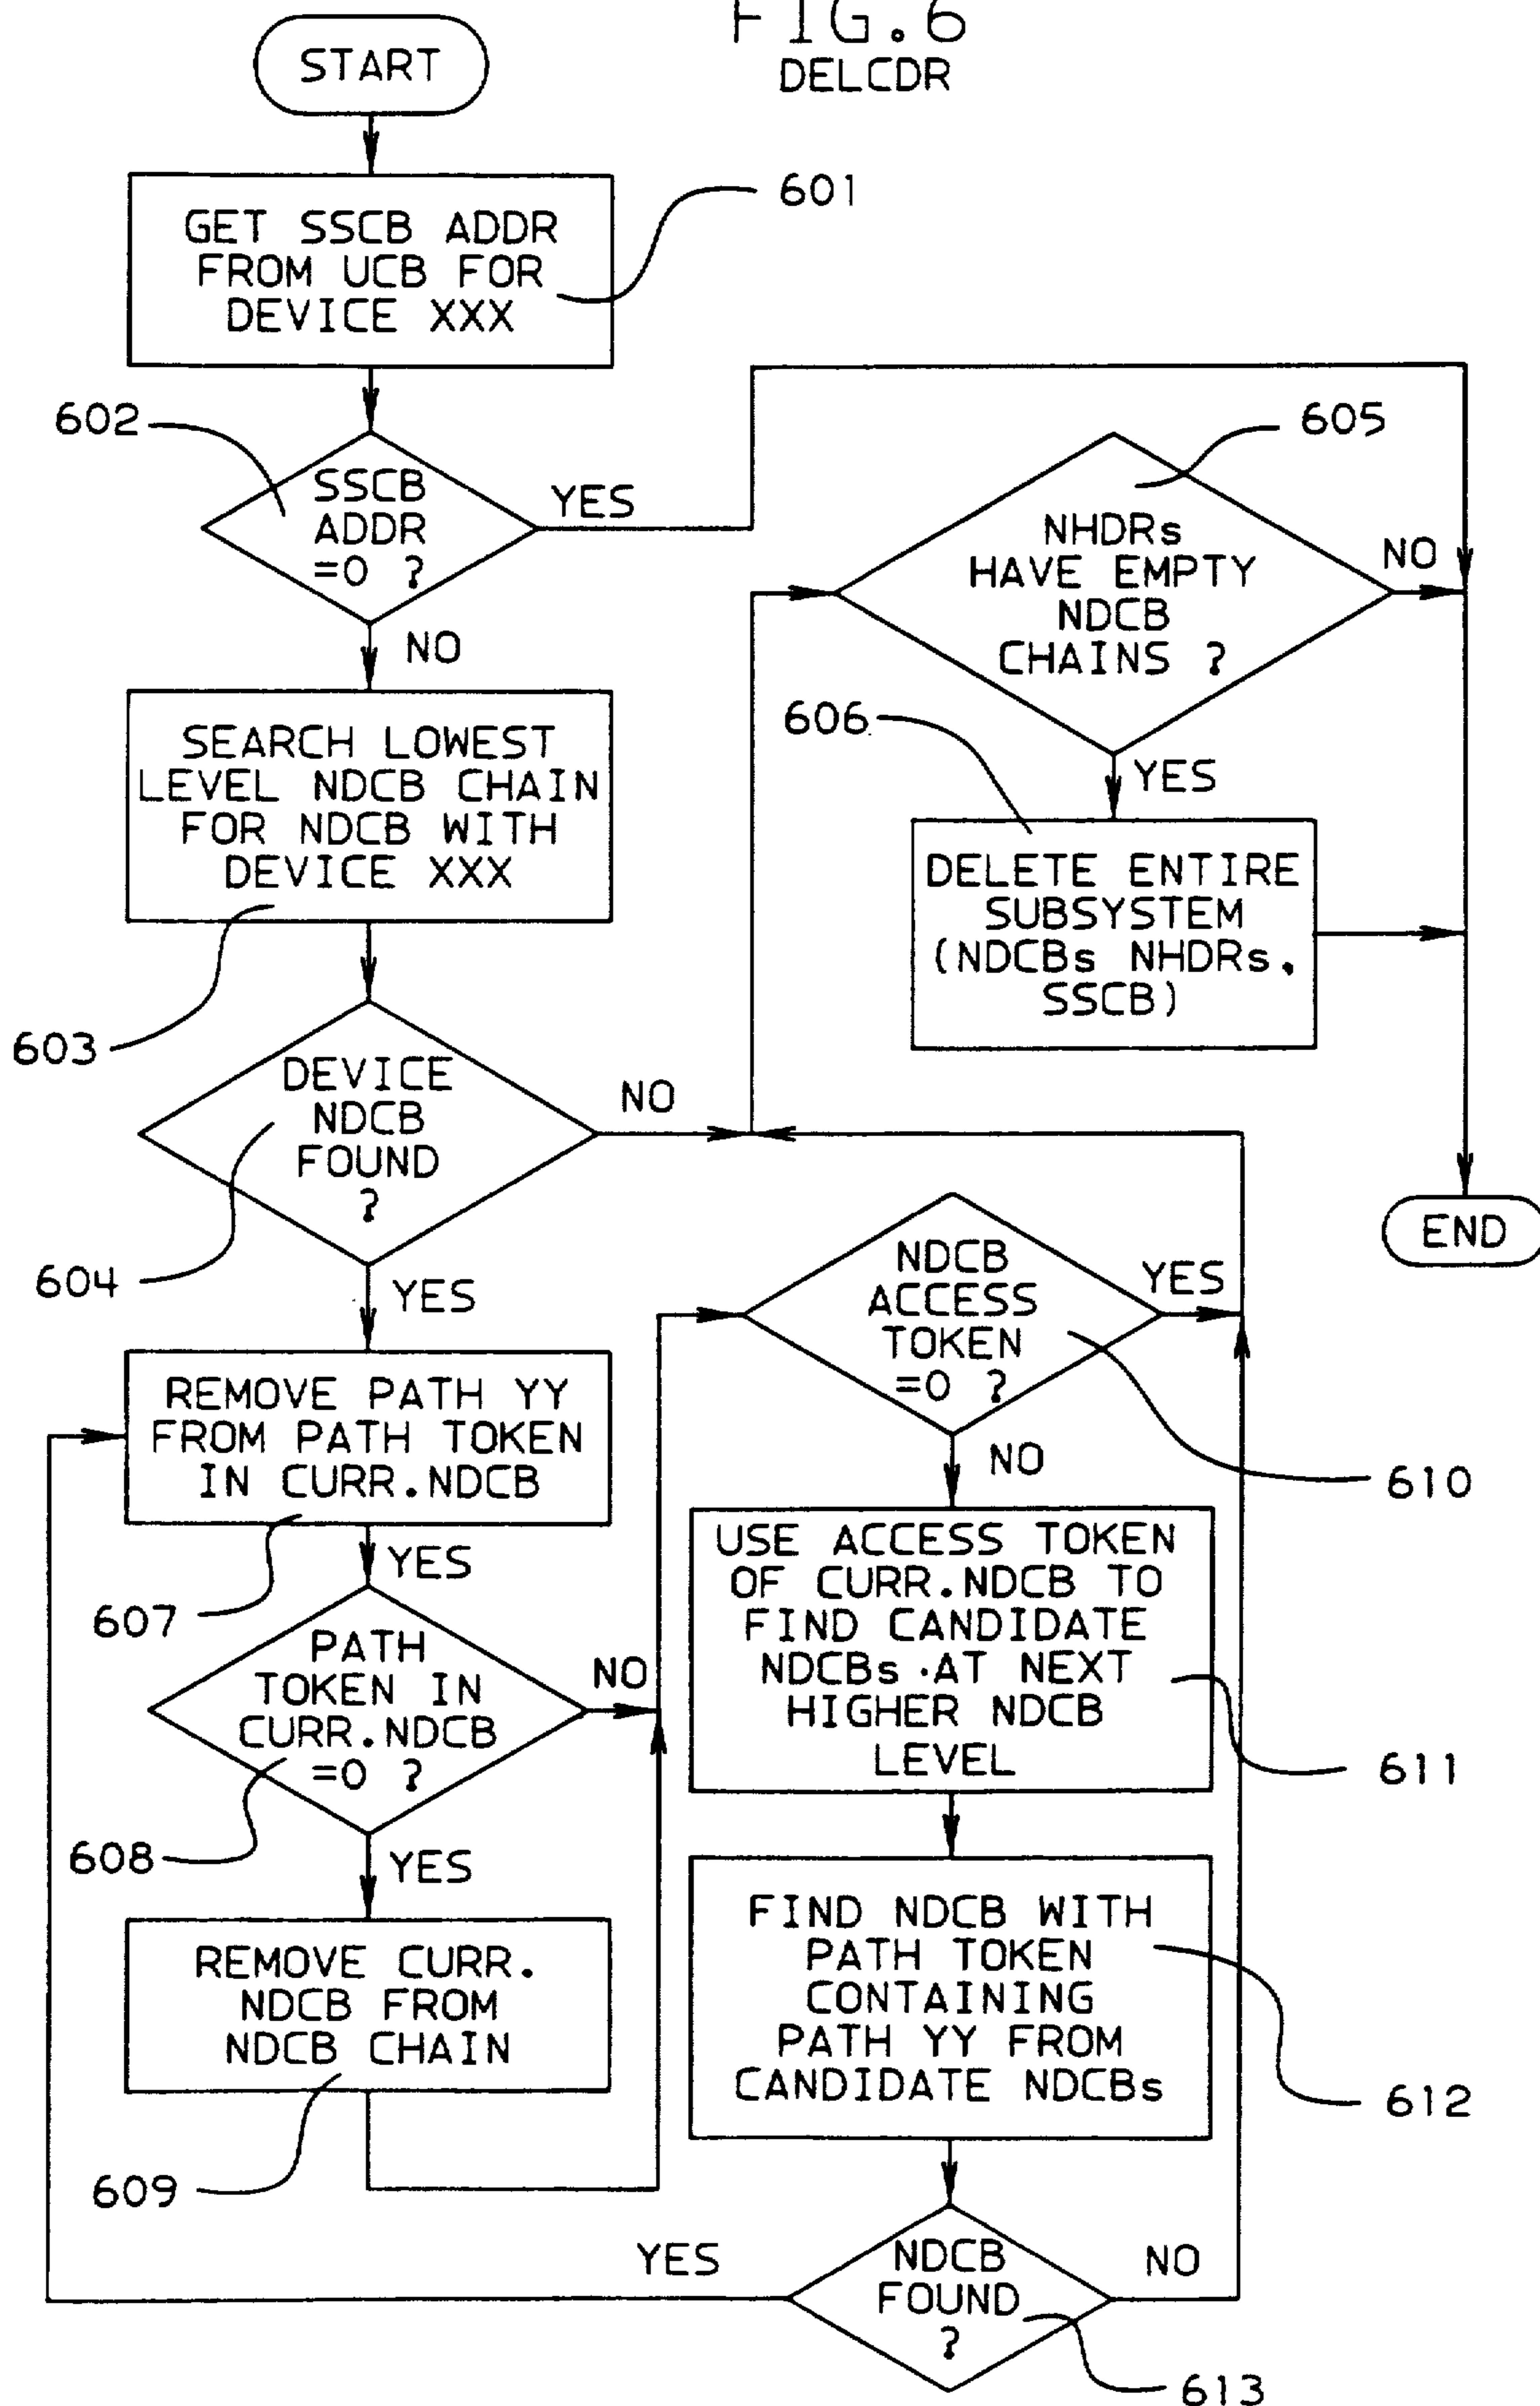 FIG.6
DELCDR
START
601
GET SSCB ADDR
FROM UCB FOR
DEVICE XXX
602
SSCB
ADDR
=0 ?
YES
NO
605
NHDRs
HAVE EMPTY
NDCB
CHAINS ?
NO
YES
606
DELETE ENTIRE
SUBSYSTEM
(NDCBs NHDRs.
SSCB)
END
SEARCH LOWEST
LEVEL NDCB CHAIN
FOR NDCB WITH
DEVICE XXX
603
DEVICE
NDCB
FOUND
?
NO
604
YES
REMOVE PATH YY
FROM PATH TOKEN
IN CURR.NDCB
607
YES
PATH
TOKEN IN
CURR.NDCB
=0 ?
NO
608
YES
REMOVE CURR.
NDCB FROM
NDCB CHAIN
609
NDCB
ACCESS
TOKEN
=0 ?
YES
610
NO
USE ACCESS TOKEN
OF CURR.NDCB TO
FIND CANDIDATE
NDCBs AT NEXT
HIGHER NDCB
LEVEL
611
FIND NDCB WITH
PATH TOKEN
CONTAINING
PATH YY FROM
CANDIDATE NDCBs
612
NDCB
FOUND
?
YES
NO
613